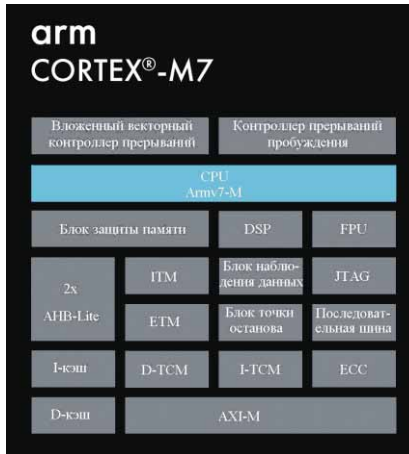 arm
CORTEX®-M7
Вложенный векторный
контроллер прерываний
Контроллер прерываний
пробуждения
CPU
Armv7-M
Блок защиты памяти
DSP
FPU
2x
AHB-Lite
ITM
Блок наблю-
дения данных
JTAG
ETM
Блок точки
останова
Последоват-
ельная шина
I-кэш
D-TCM
I-TCM
ECC
D-кэш
AXI-M